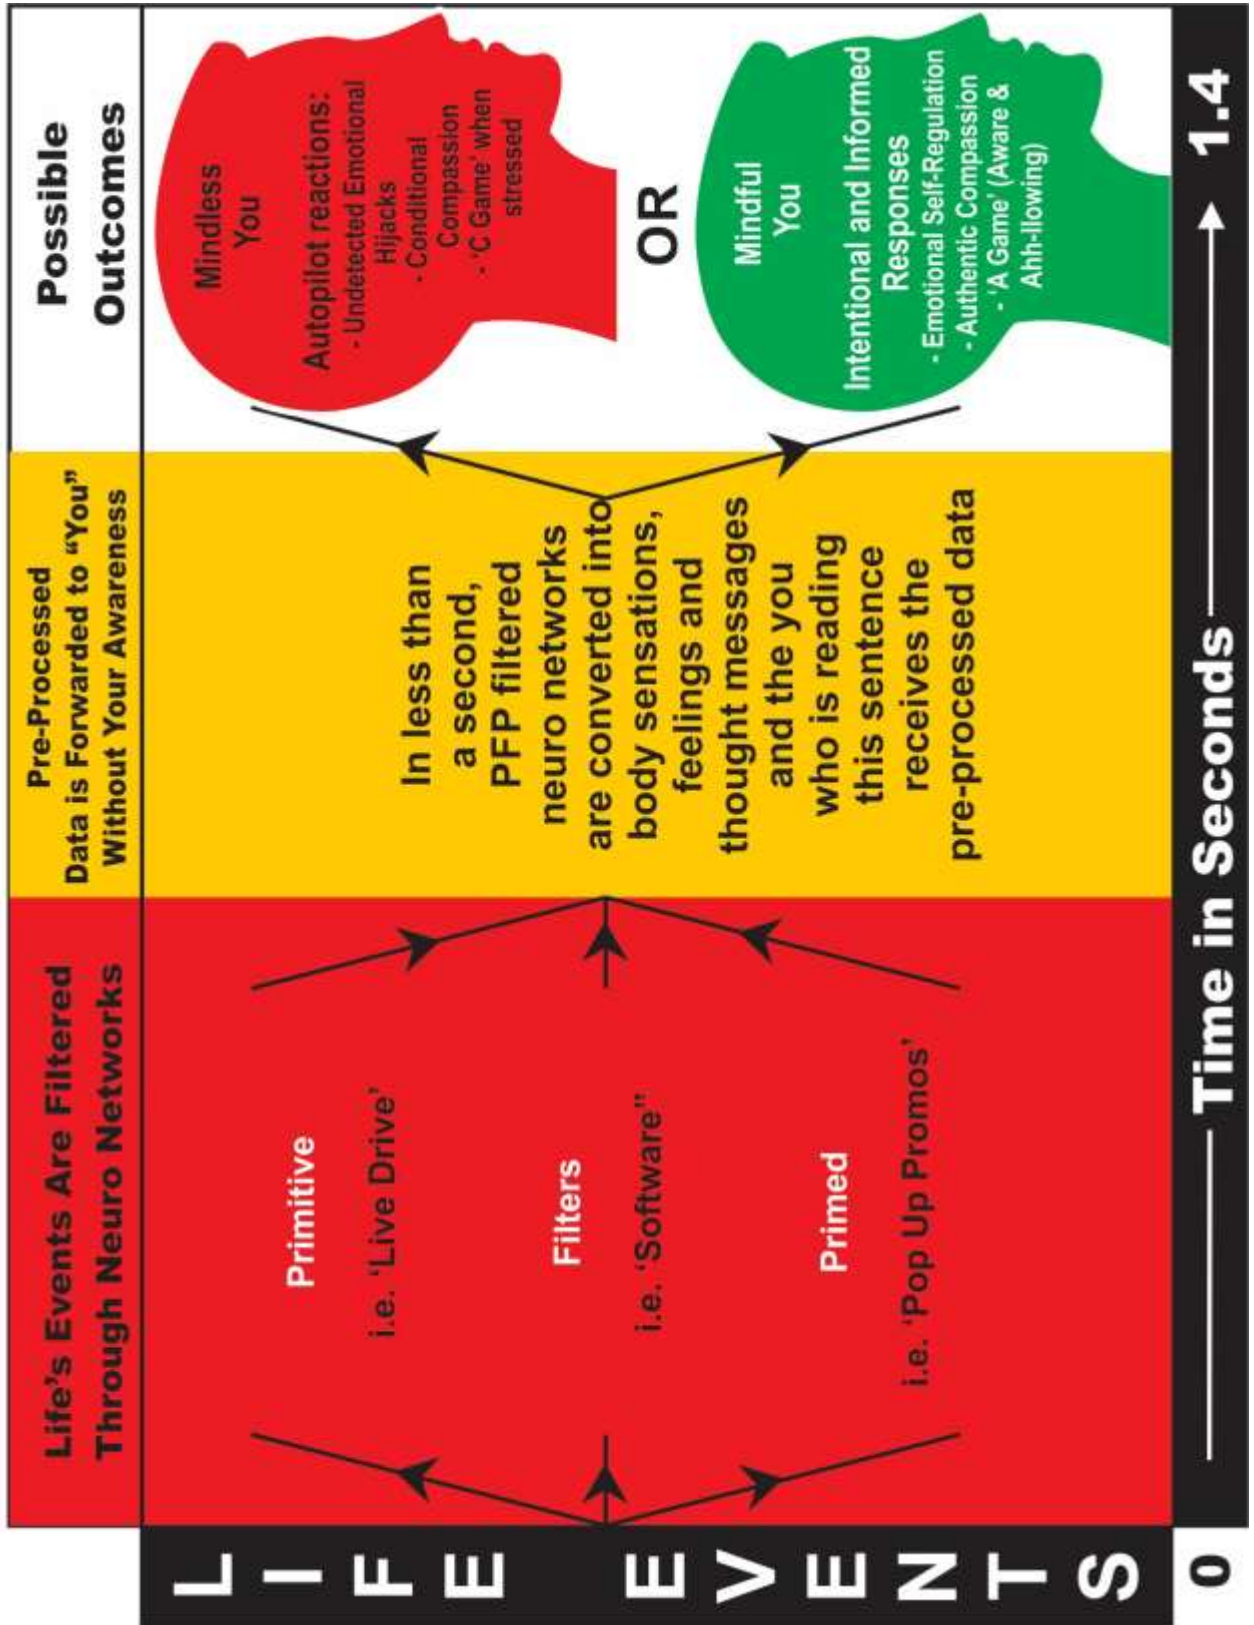 Life's Events Are Filtered
Through Neuro Networks
Pre-Processed
Data is Forwarded to “You”
Without Your Awareness
Possible
Outcomes
LIFE EVENTS
Primitive
i.e. ‘Live Drive’
Filters
i.e. ‘Software"
Primed
i.e. ‘Pop Up Promos’
In less than
a second,
PFP filtered
neuro networks
are converted into
body sensations,
feelings and
thought messages
and the you
who is reading
this sentence
receives the
pre-processed data
Mindless
You
Autopilot reactions:
- Undetected Emotional
Hijacks
- Conditional
Compassion
- ‘C Game’ when
stressed
OR
Mindful
You
Intentional and Informed
Responses
- Emotional Self-Regulation
- Authentic Compassion
- ‘A Game’ (Aware &
Ahh-llowing)
0 Time in Seconds 1.4